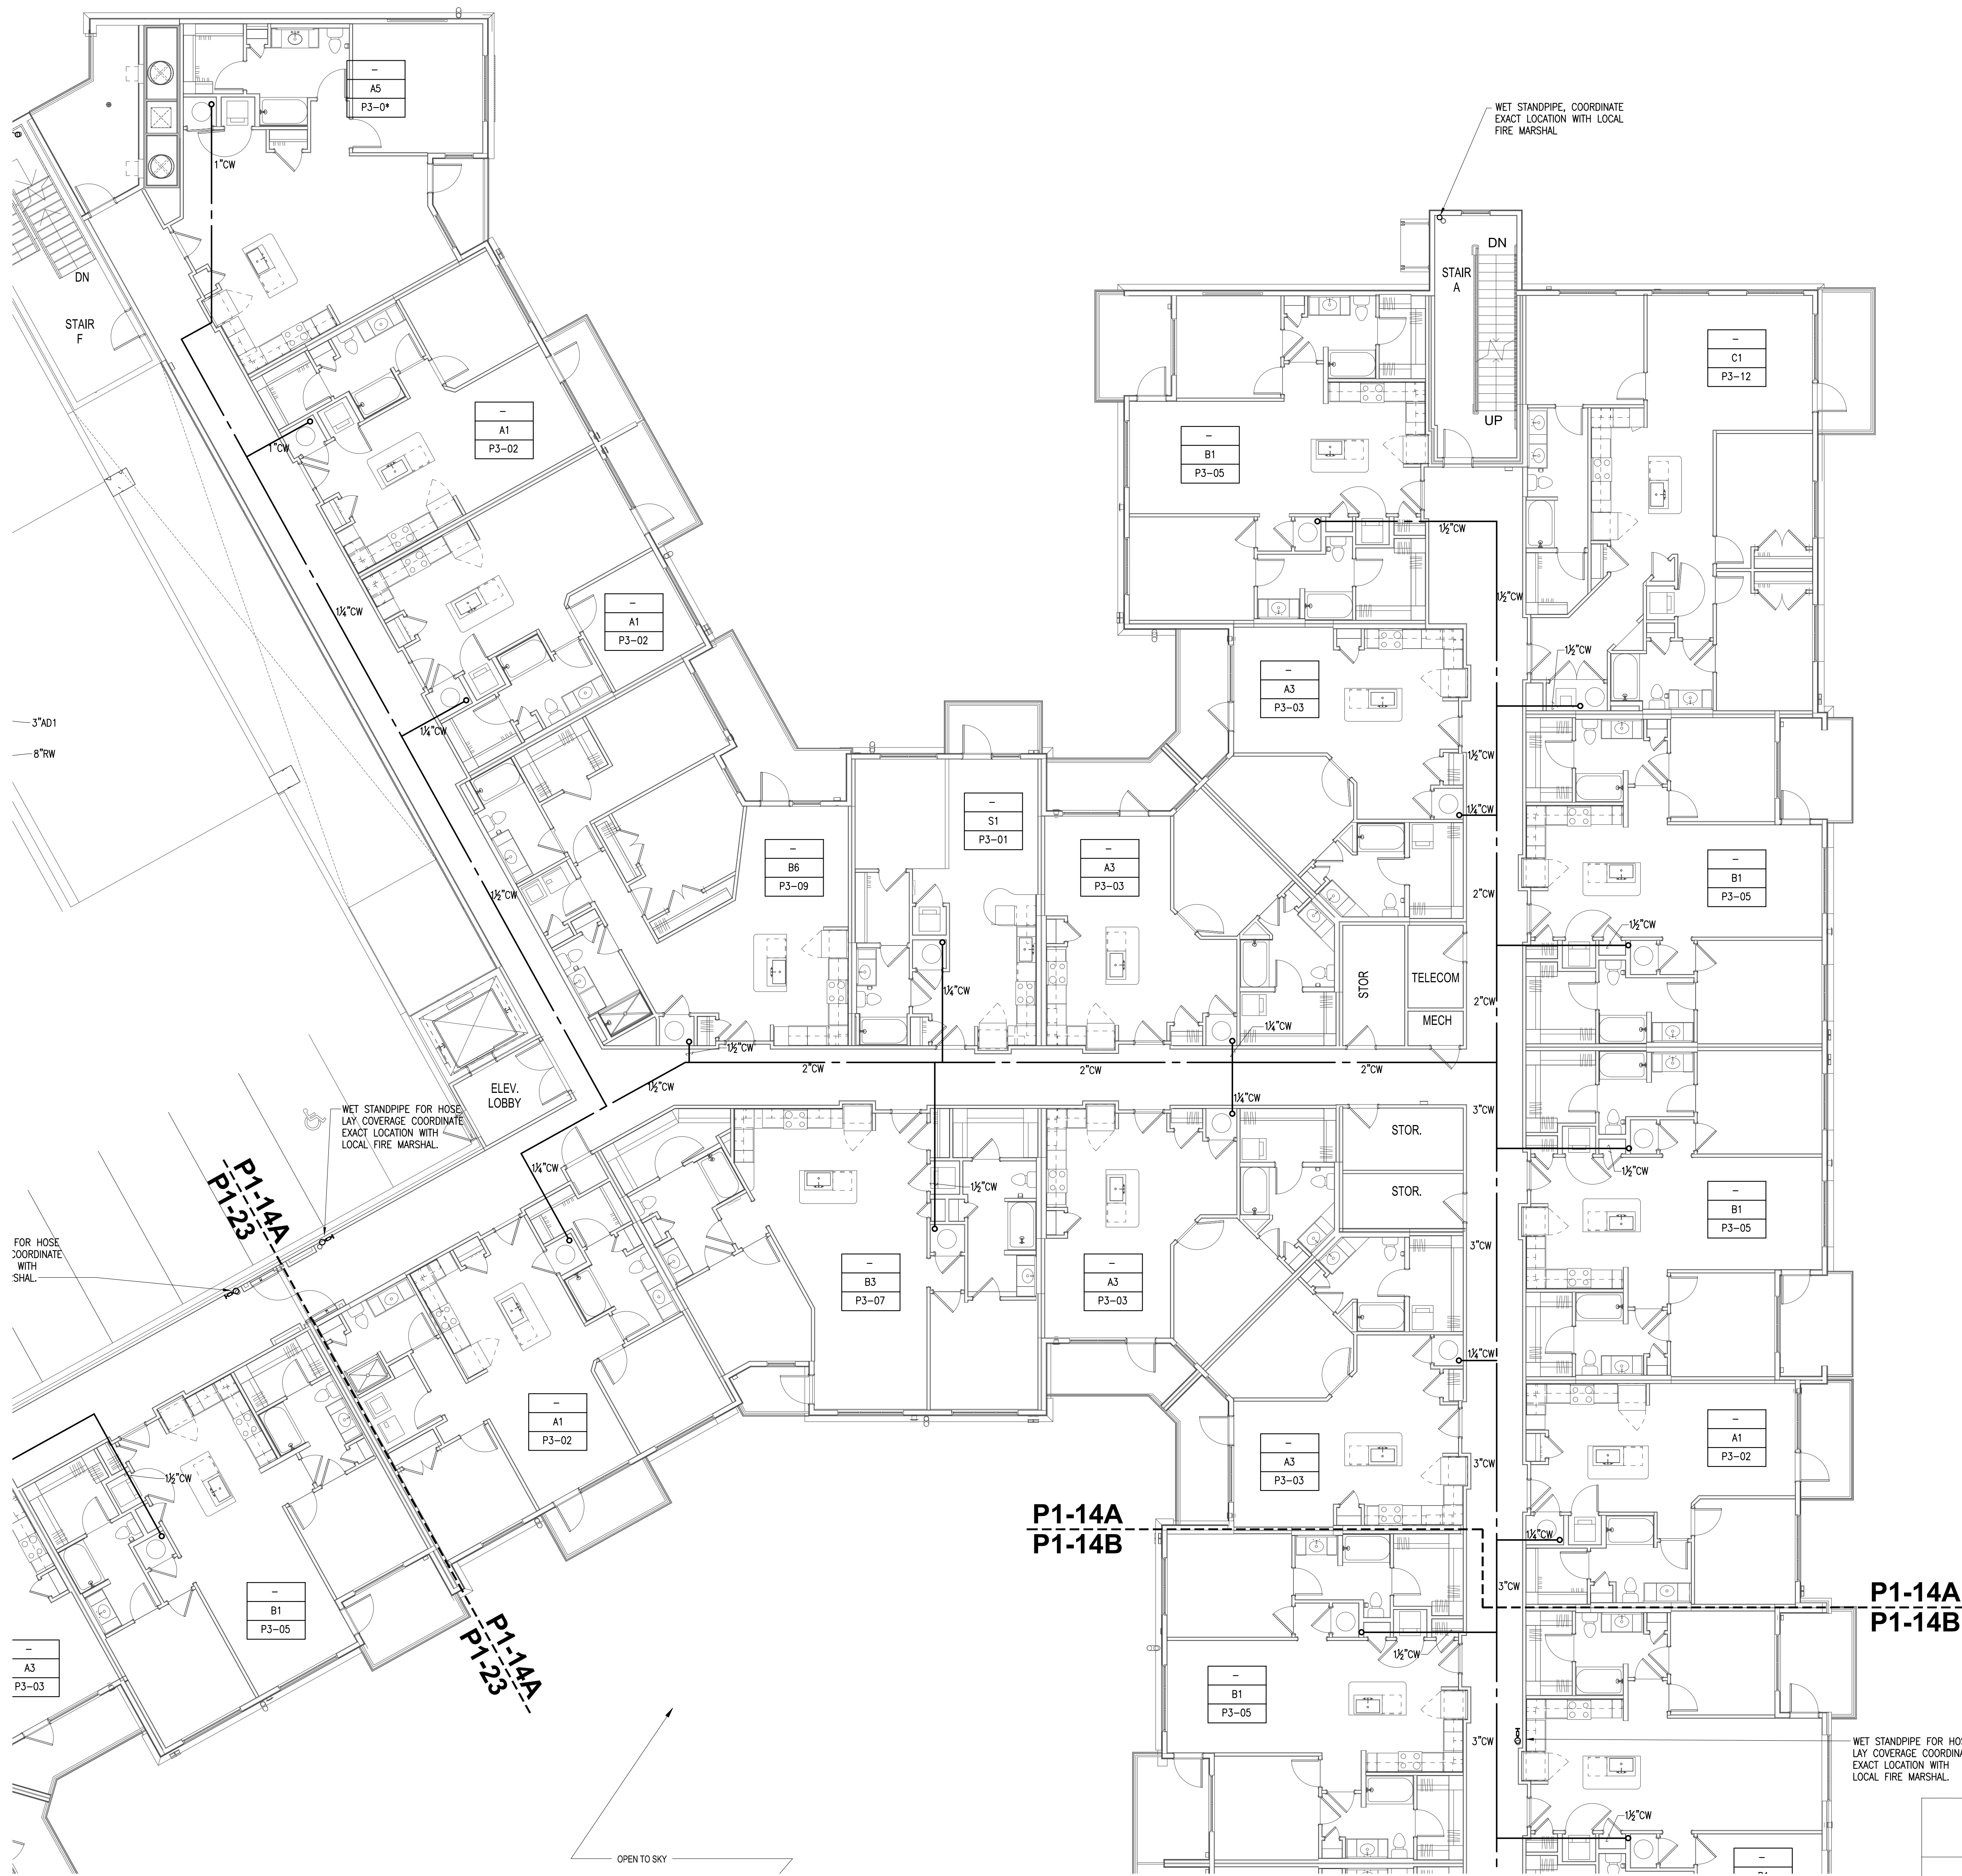 –
A5
P3-0*
1"CW
WET STANDPIPE, COORDINATE
EXACT LOCATION WITH LOCAL
FIRE MARSHAL
DN
STAIR
F
DN
STAIR
A
UP
–
C1
P3-12
–
A1
P3-02
1"CW
–
B1
P3-05
1½"CW
1½"CW
1¼"CW
–
A1
P3-02
1½"CW
–
A3
P3-03
3"AD1
8"RW
1¼"CW
1½"CW
1¼"CW
–
S1
P3-01
–
B6
P3-09
–
A3
P3-03
–
B1
P3-05
1½"CW
2"CW
1½"CW
STOR
TELECOM
MECH
1¼"CW
2"CW
1¼"CW
1½"CW
2"CW
2"CW
2"CW
1½"CW
ELEV.
LOBBY
WET STANDPIPE FOR HOSE
LAY COVERAGE COORDINATE
EXACT LOCATION WITH
LOCAL FIRE MARSHAL.
1¼"CW
3"CW
STOR.
STOR.
1¼"CW
1½"CW
1½"CW
–
B1
P3-05
P1-14A
P1-23
FOR HOSE
COORDINATE
WITH
SHAL.
3"CW
–
B3
P3-07
–
A3
P3-03
1¼"CW
–
A1
P3-02
–
A3
P3-03
3"CW
–
A1
P3-02
1½"CW
P1-14A
P1-14B
1¼"CW
3"CW
P1-14A
P1-14B
–
B1
P3-05
P1-14A
P1-23
–
A3
P3-03
1½"CW
–
B1
P3-05
3"CW
WET STANDPIPE FOR HOS
LAY COVERAGE COORDINA
EXACT LOCATION WITH
LOCAL FIRE MARSHAL.
1½"CW
OPEN TO SKY
–
B1